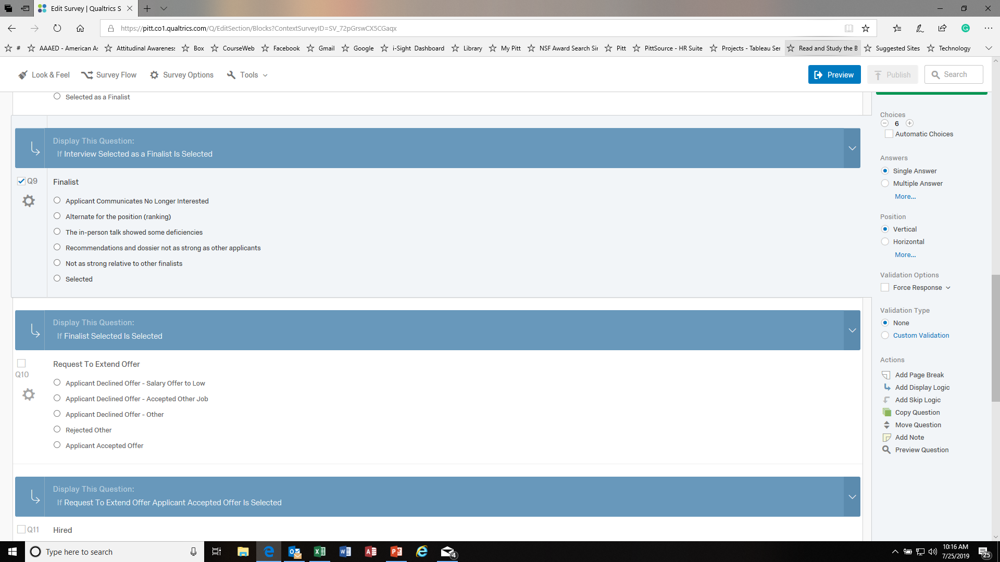 Edit Survey | Qualtrics S
https://pitt.co1.qualtrics.com/Q/EditSection/Blocks?ContextSurveyID=SV_72pGrswCX5CGaqx
# AAAED - American A: Attitudinal Awareness Box CourseWeb Facebook Gmail Google i-Sight Dashboard Library My Pitt NSF Award Search Sir Pitt PittSource - HR Suite Projects - Tableau Ser Read and Study the B Suggested Sites Technology
Look & Feel Survey Flow Survey Options Tools Preview Publish Search
Selected as a Finalist
Display This Question:
If Interview Selected as a Finalist Is Selected
Q9 Finalist
Applicant Communicates No Longer Interested
Alternate for the position (ranking)
The in-person talk showed some deficiencies
Recommendations and dossier not as strong as other applicants
Not as strong relative to other finalists
Selected
Display This Question:
If Finalist Selected Is Selected
Request To Extend Offer
Q10
Applicant Declined Offer - Salary Offer to Low
Applicant Declined Offer - Accepted Other Job
Applicant Declined Offer - Other
Rejected Other
Applicant Accepted Offer
Display This Question:
If Request To Extend Offer Applicant Accepted Offer Is Selected
Q11 Hired
Choices
6
Automatic Choices
Answers
Single Answer
Multiple Answer
More...
Position
Vertical
Horizontal
More...
Validation Options
Force Response
Validation Type
None
Custom Validation
Actions
Add Page Break
Add Display Logic
Add Skip Logic
Copy Question
Move Question
Add Note
Preview Question
Type here to search
4
10:16 AM
7/25/2019
25